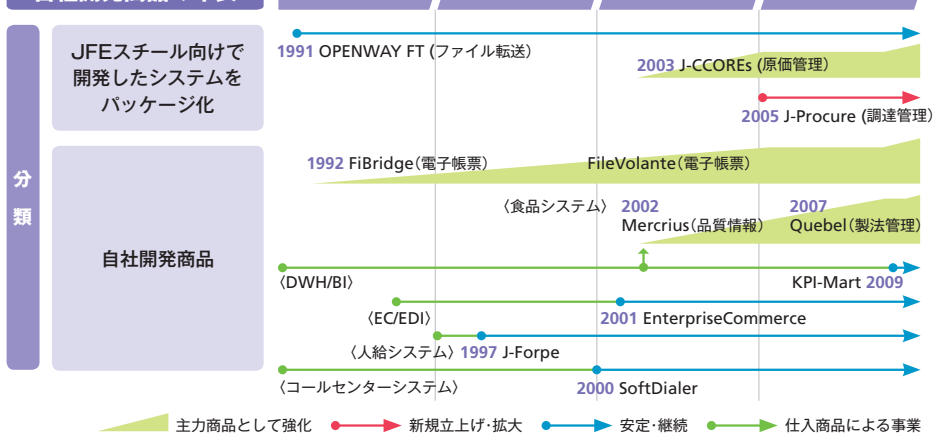 分類
JFEスチール向けで
開発したシステムを
パッケージ化
1991 OPENWAY FT (ファイル転送)
2003 J-CCOREs (原価管理)
2005 J-Procure (調達管理)
自社開発商品
1992 FiBridge(電子帳票)
FileVolante(電子帳票)
〈食品システム〉 2002
Mercrius(品質情報)
2007
Quebel(製法管理)
〈DWH/BI〉
KPI-Mart 2009
〈EC/EDI〉
2001 EnterpriseCommerce
〈人給システム〉 1997 J-Forpe
〈コールセンターシステム〉
2000 SoftDialer
主力商品として強化
新規立上げ・拡大
安定・継続
仕入商品による事業